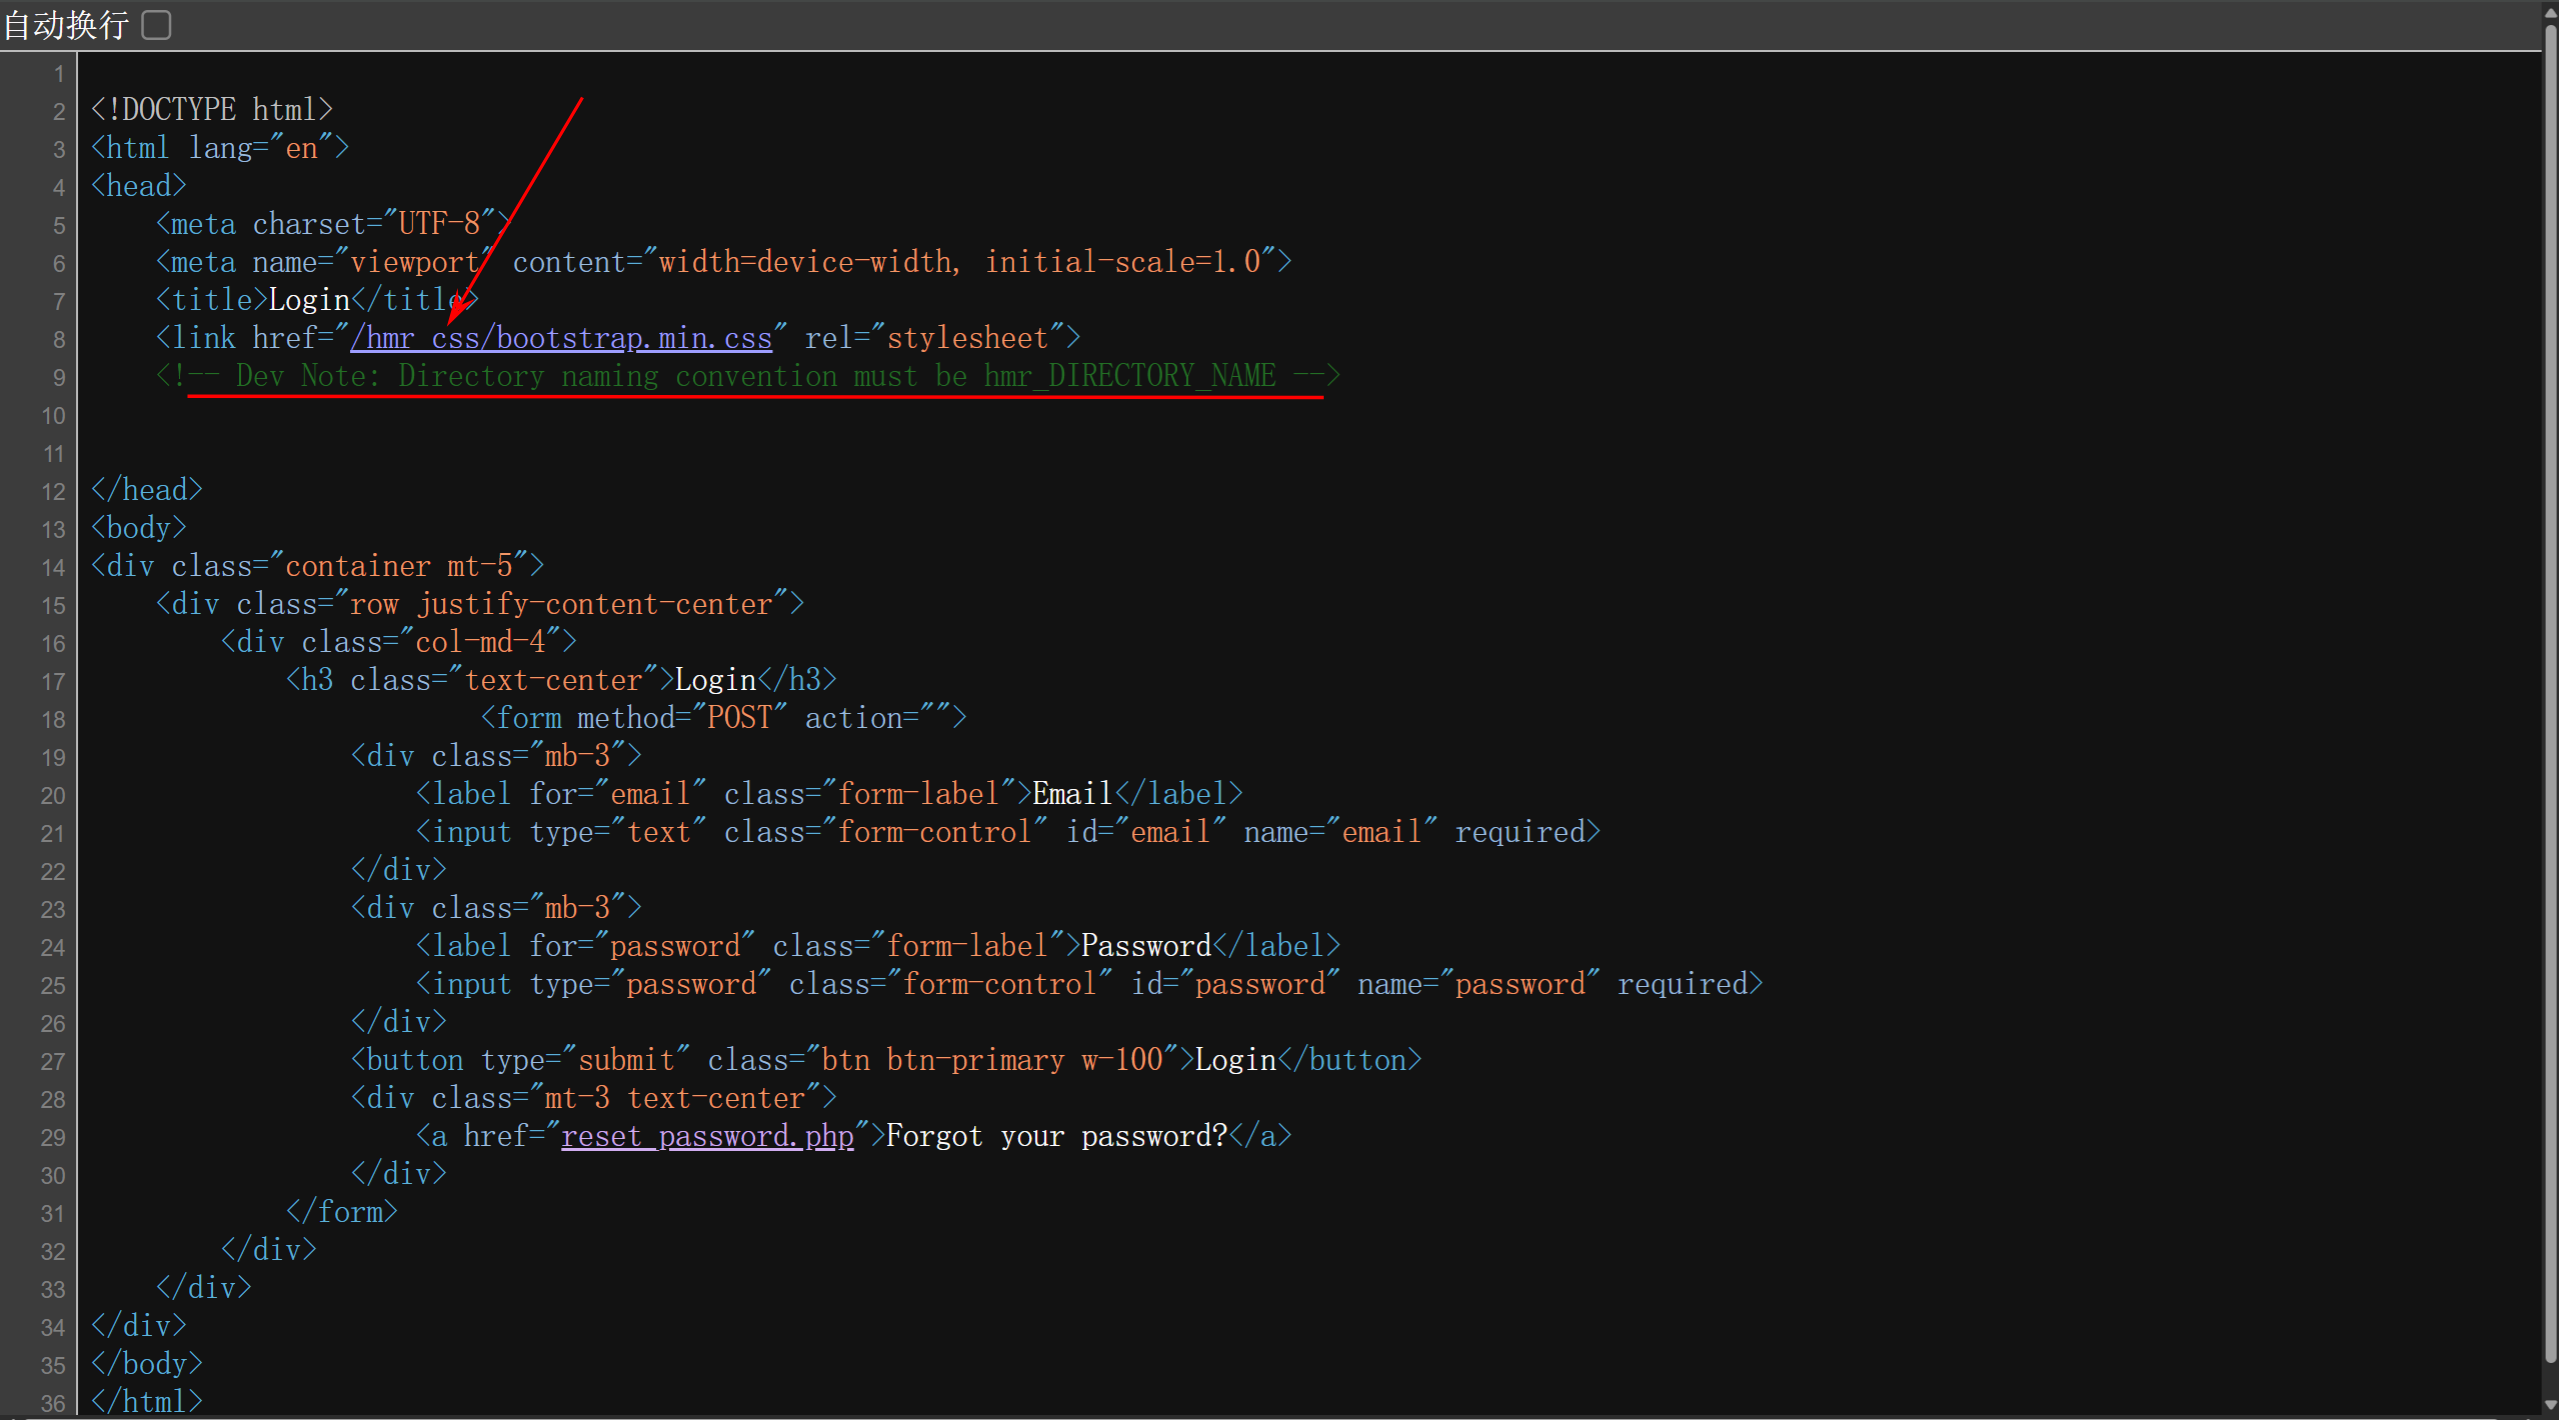 自动换行
1
2 <!DOCTYPE html>
3 <html lang="en">
4 <head>
5     <meta charset="UTF-8">
6     <meta name="viewport" content="width=device-width, initial-scale=1.0">
7     <title>Login</title>
8     <link href="/hmr_css/bootstrap.min.css" rel="stylesheet">
9     <!-- Dev Note: Directory naming convention must be hmr_DIRECTORY_NAME -->
10
11
12 </head>
13 <body>
14 <div class="container mt-5">
15     <div class="row justify-content-center">
16         <div class="col-md-4">
17             <h3 class="text-center">Login</h3>
18                         <form method="POST" action="">
19                 <div class="mb-3">
20                     <label for="email" class="form-label">Email</label>
21                     <input type="text" class="form-control" id="email" name="email" required>
22                 </div>
23                 <div class="mb-3">
24                     <label for="password" class="form-label">Password</label>
25                     <input type="password" class="form-control" id="password" name="password" required>
26                 </div>
27                 <button type="submit" class="btn btn-primary w-100">Login</button>
28                 <div class="mt-3 text-center">
29                     <a href="reset_password.php">Forgot your password?</a>
30                 </div>
31             </form>
32         </div>
33     </div>
34 </div>
35 </body>
36 </html>